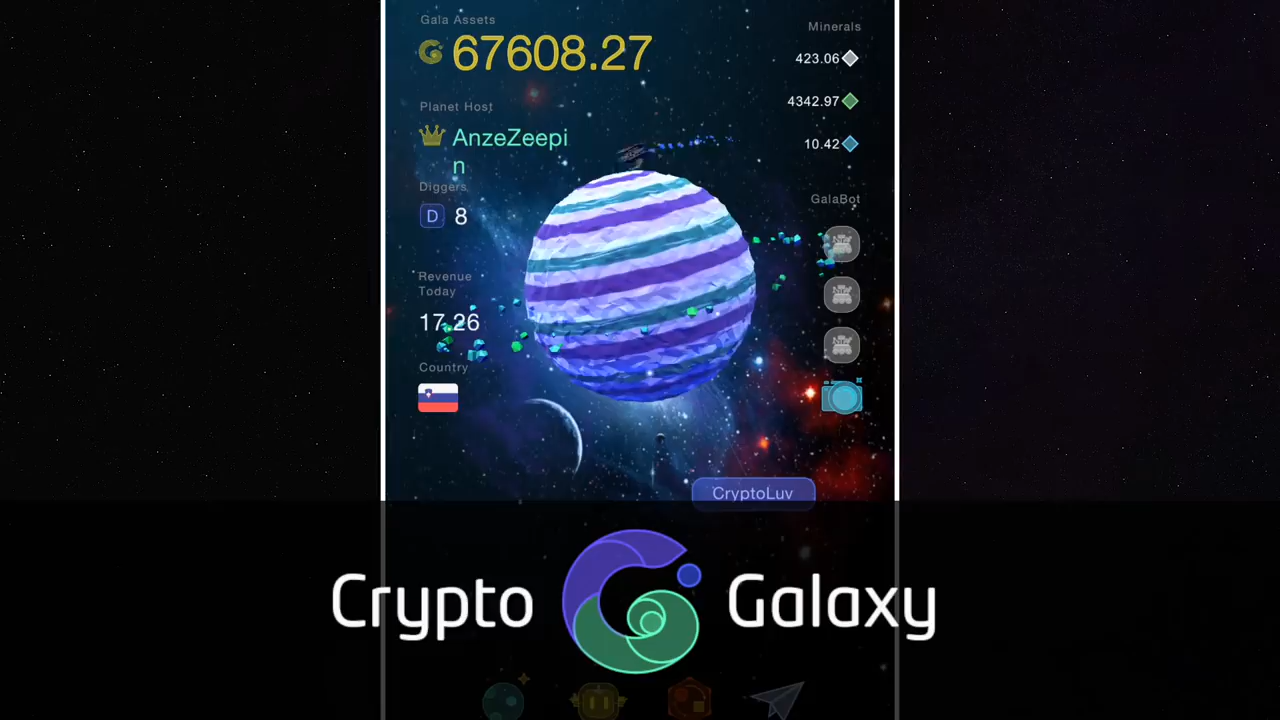 Gala Assets
67608.27
Planet Host
AnzeZeepi
n
Diggers
D 8
Revenue
Today
17.26
Country
Minerals
423.06
4342.97
10.42
GalaBot
CryptoLuv
Crypto Galaxy